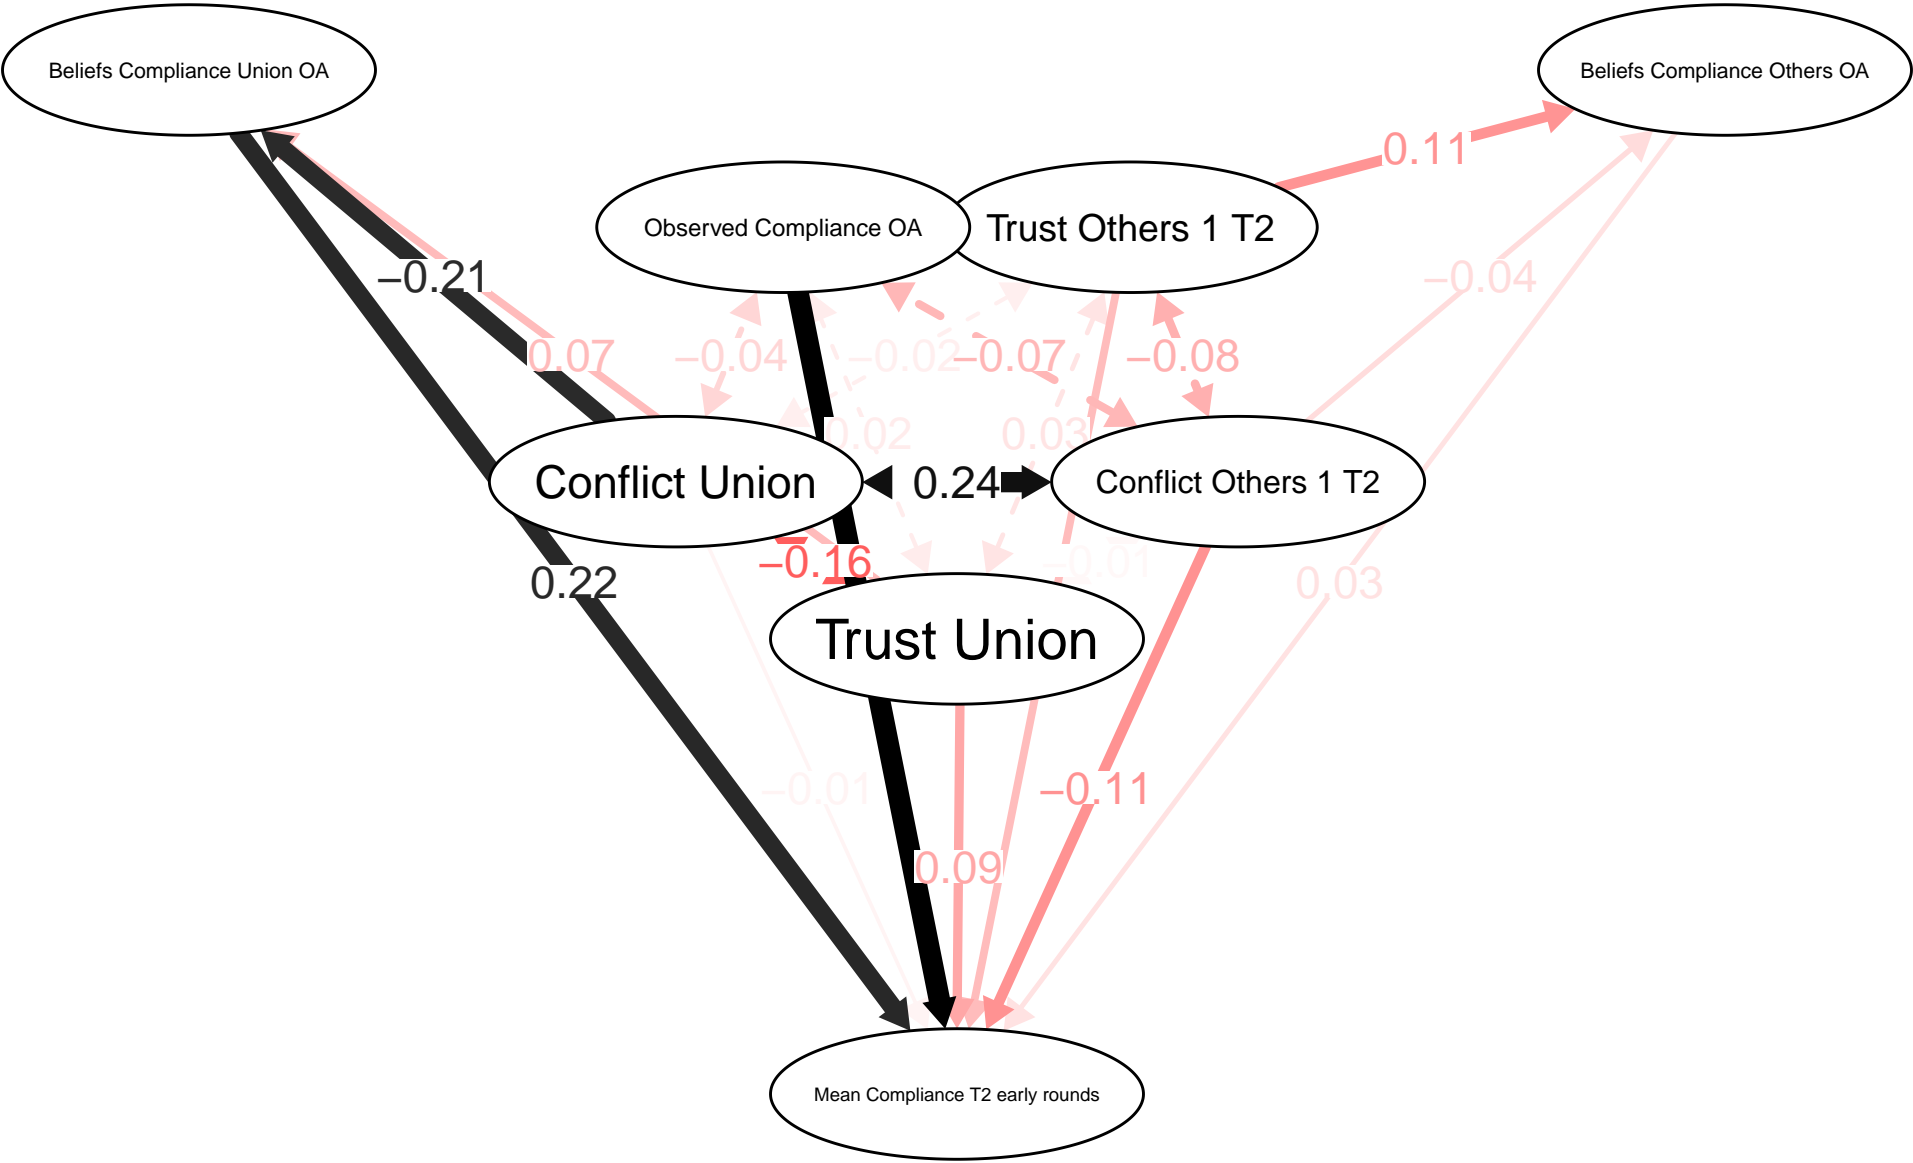 Beliefs Compliance Union OA
Beliefs Compliance Others OA
0.11
Observed Compliance OA
Trust Others 1 T2
−0.21
−0.04
0.07
−0.04
−0.02
−0.07
−0.08
0.02
0.03
Conflict Union
0.24
Conflict Others 1 T2
−0.16
−0.01
0.22
0.03
Trust Union
−0.01
−0.11
0.09
Mean Compliance T2 early rounds